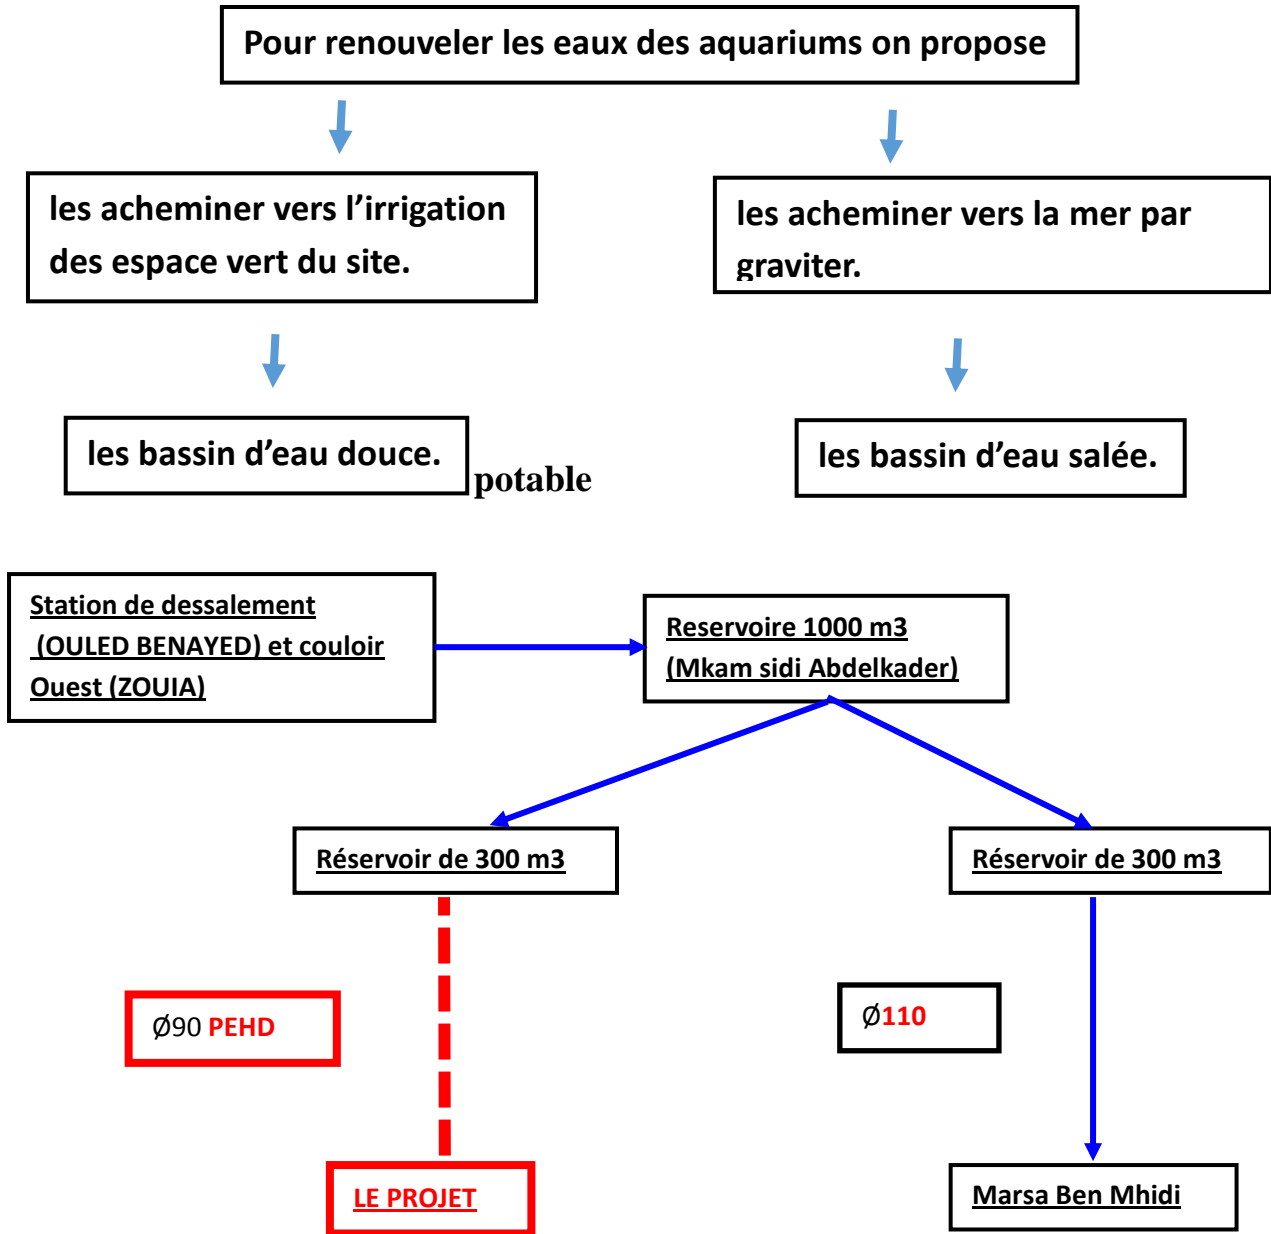 Pour renouveler les eaux des aquariums on propose
les acheminer vers l’irrigation
des espace vert du site.
les acheminer vers la mer par
graviter.
les bassin d’eau douce.
potable
les bassin d’eau salée.
Station de dessalement
(OULED BENAYED) et couloir
Ouest (ZOUIA)
Reservoire 1000 m3
(Mkam sidi Abdelkader)
Réservoir de 300 m3
Réservoir de 300 m3
Ø90 PEHD
Ø110
LE PROJET
Marsa Ben Mhidi